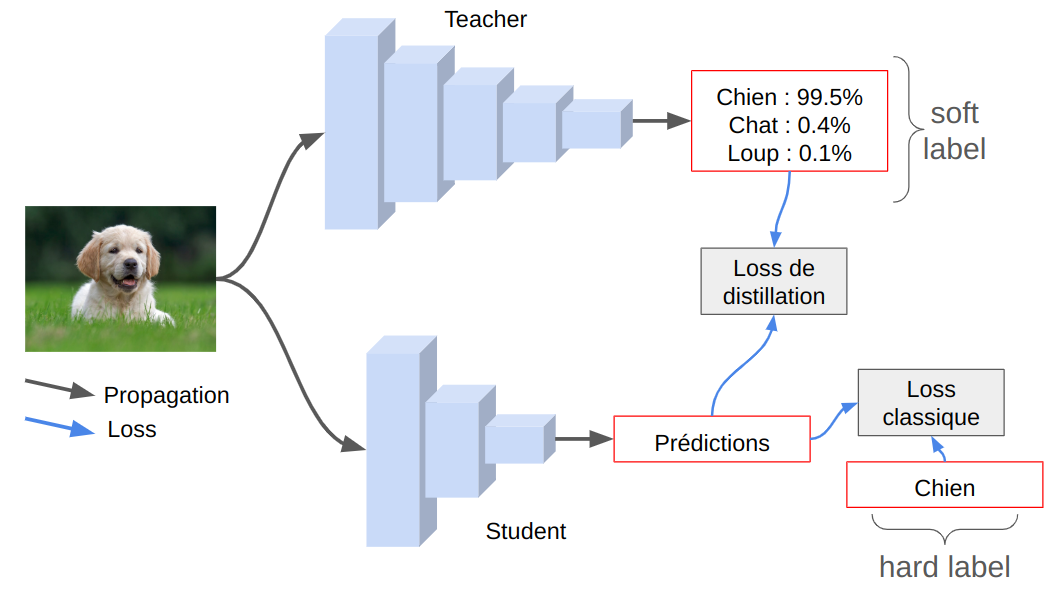 Teacher
Chien : 99.5%
Chat : 0.4%
Loup : 0.1%
soft
label
Loss de
distillation
Propagation
Loss
Loss
classique
Prédictions
Chien
Student
hard label